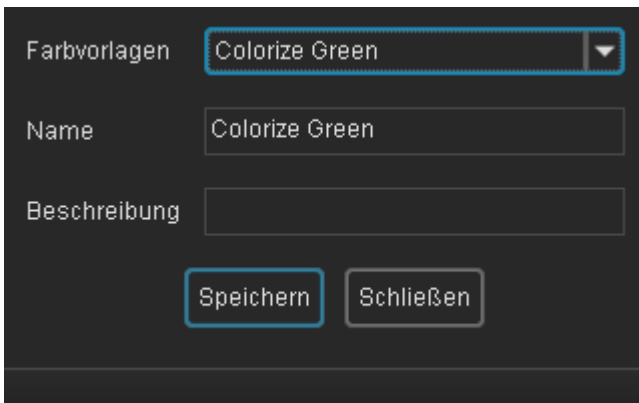 Farbvorlagen Colorize Green
Name Colorize Green
Beschreibung
Speichern Schließen